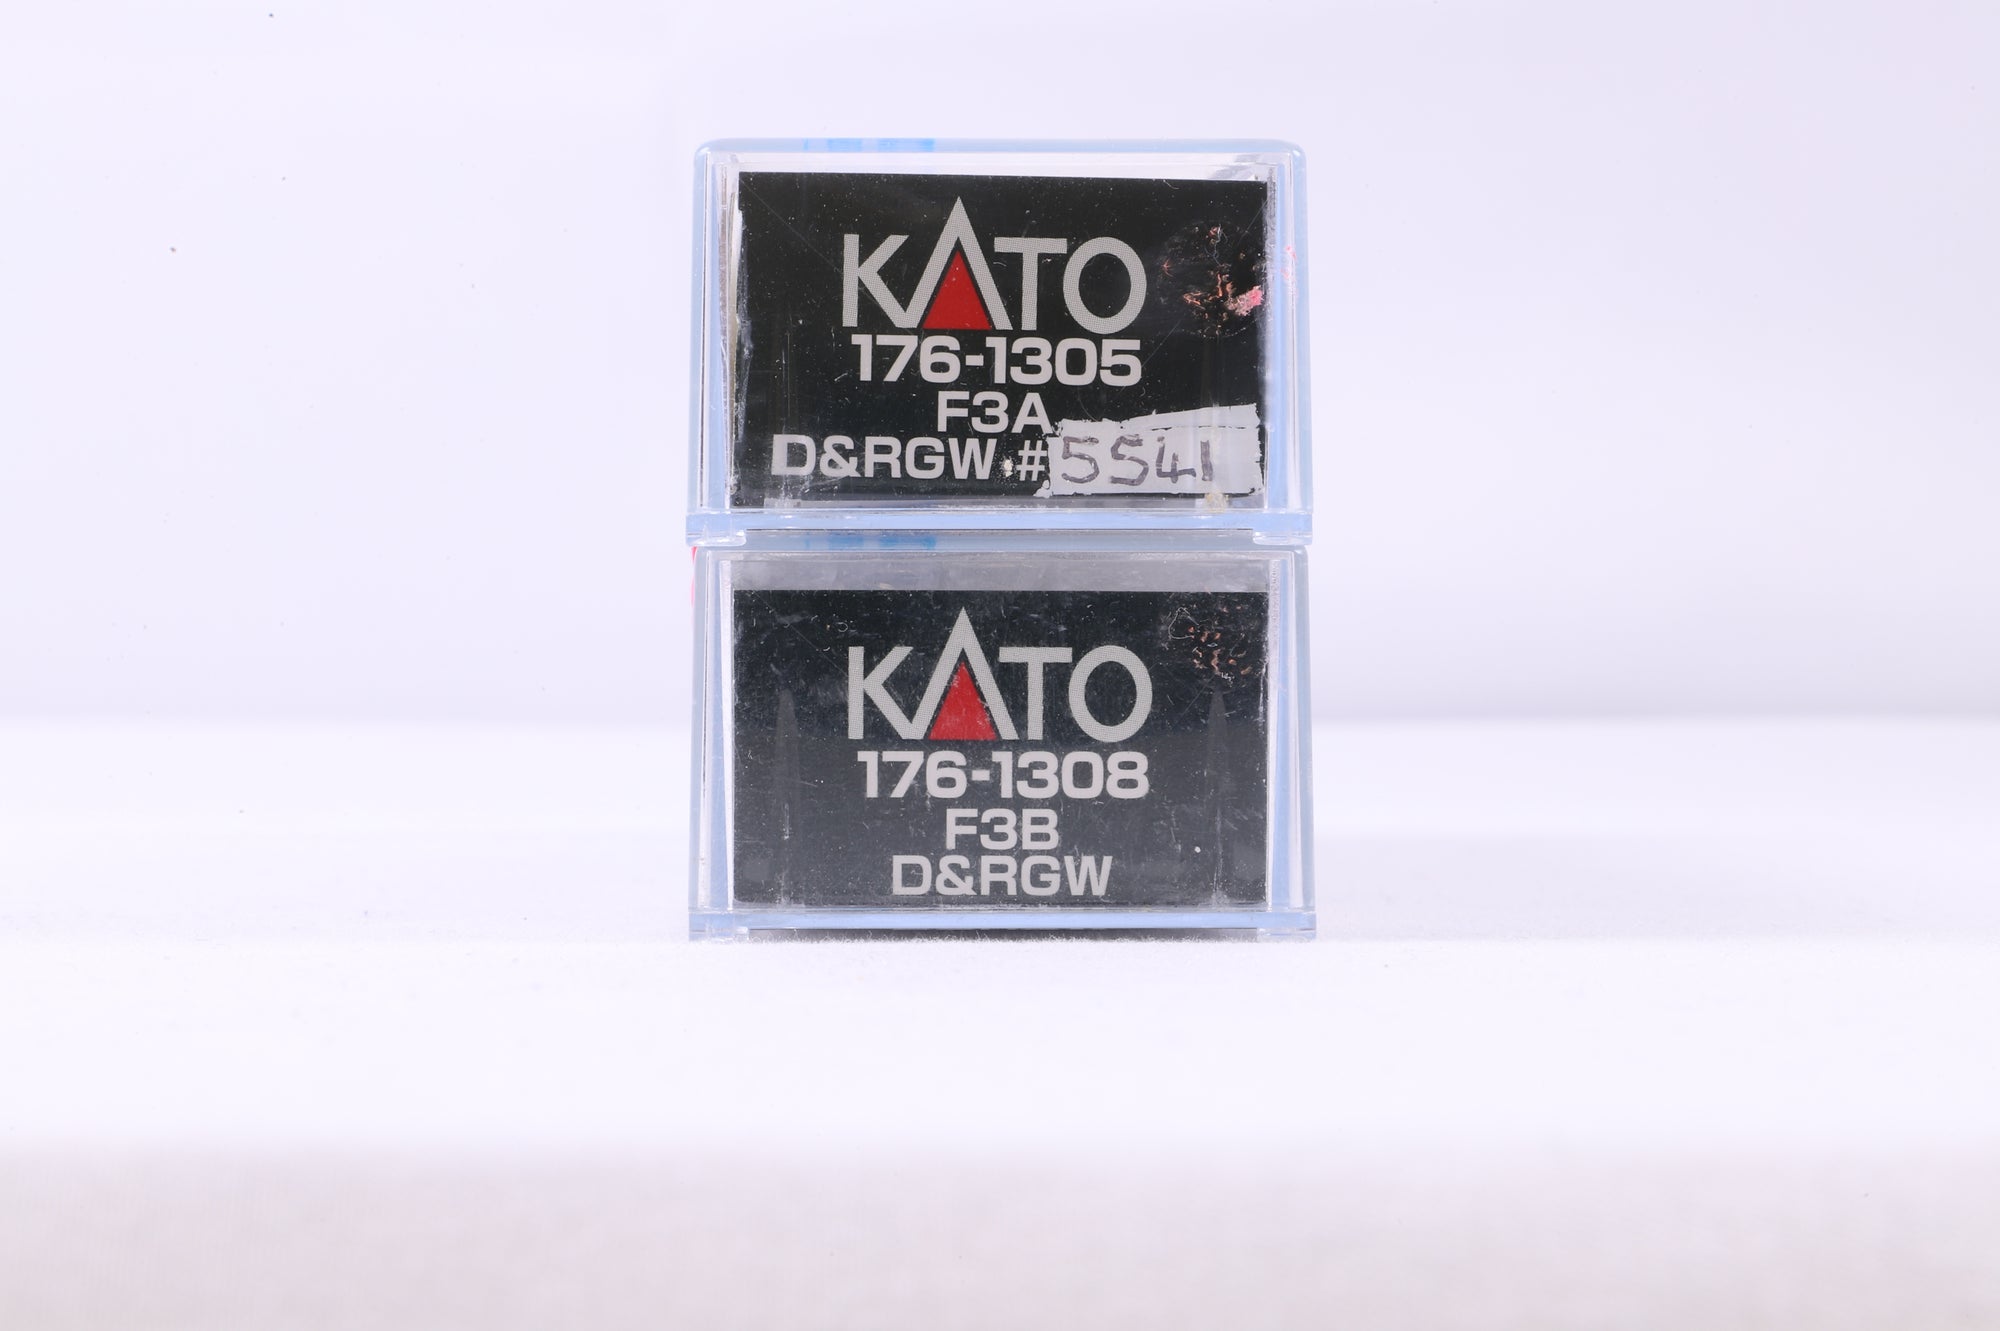 KATO
176-1305
F3A
D&RGW #5541
KATO
176-1308
F3B
D&RGW